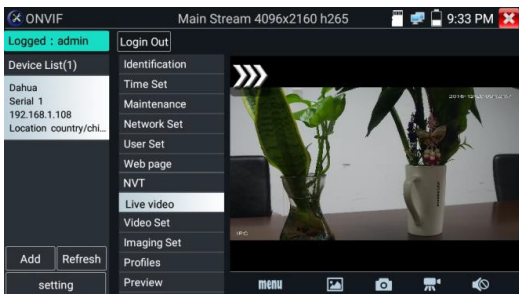 ONVIF
Main Stream 4096x2160 h265
9:33 PM
Logged : admin
Login Out
Device List(1)
Dahua
Serial 1
192.168.1.108
Location country/chi...
Identification
Time Set
Maintenance
Network Set
User Set
Web page
NVT
Live video
Video Set
Imaging Set
Profiles
Preview
Add
Refresh
setting
IPC
menu